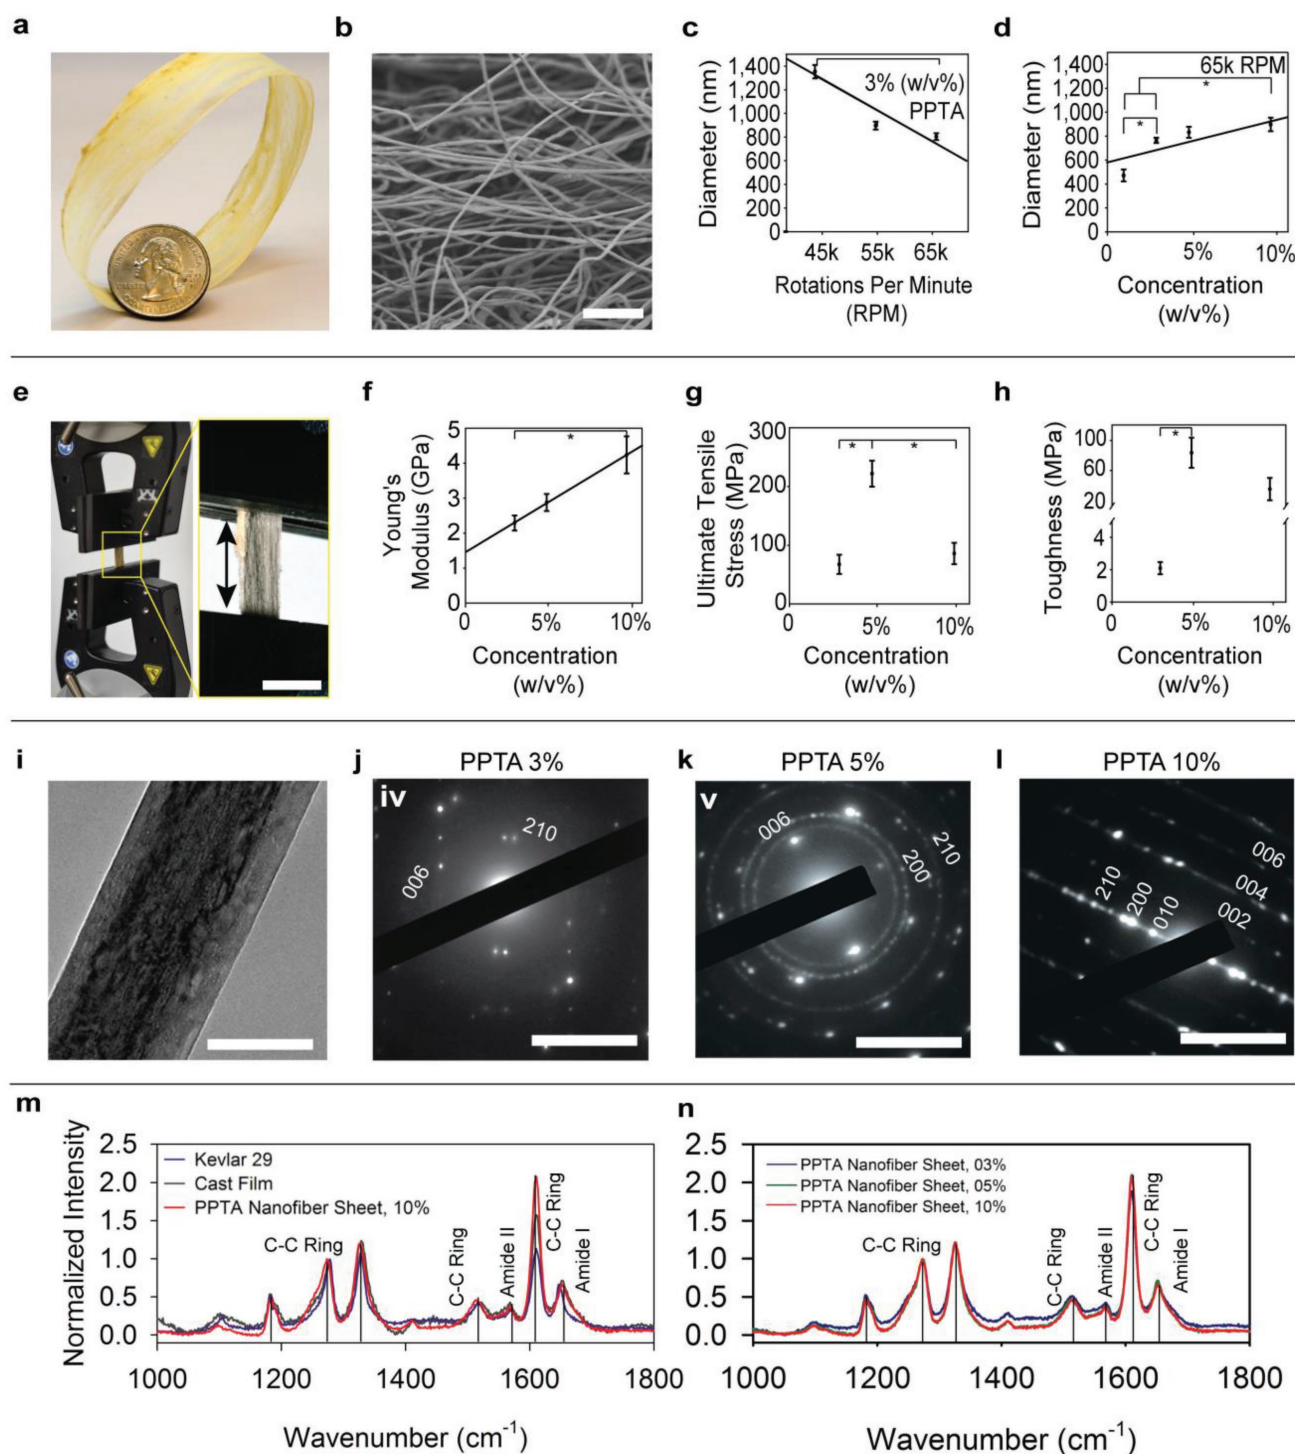 a
b
c
d
1,400
1,200
1,000
800
600
400
200
0
Diameter (nm)
3% (w/v%)
PPTA
45k 55k 65k
Rotations Per Minute
(RPM)
1,400
1,200
1,000
800
600
400
200
0
Diameter (nm)
65k RPM
*
*
0 5% 10%
Concentration
(w/v%)
e
f
g
h
5
4
3
2
1
0
Young's
Modulus (GPa)
*
0 5% 10%
Concentration
(w/v%)
300
200
100
0
Ultimate Tensile
Stress (MPa)
* *
0 5% 10%
Concentration
(w/v%)
100
60
20
4
2
0
Toughness (MPa)
*
0 5% 10%
Concentration
(w/v%)
i
j PPTA 3%
iv
210
006
k PPTA 5%
v
006
210
200
l PPTA 10%
210
200
010
006
004
002
m
Normalized Intensity
2.5
2.0
1.5
1.0
0.5
0.0
Kevlar 29
Cast Film
PPTA Nanofiber Sheet, 10%
C-C Ring
C-C Ring
Amide II
C-C Ring
Amide I
1000 1200 1400 1600 1800
Wavenumber (cm-1)
n
2.5
2.0
1.5
1.0
0.5
0.0
PPTA Nanofiber Sheet, 03%
PPTA Nanofiber Sheet, 05%
PPTA Nanofiber Sheet, 10%
C-C Ring
C-C Ring
Amide II
C-C Ring
Amide I
1000 1200 1400 1600 1800
Wavenumber (cm-1)